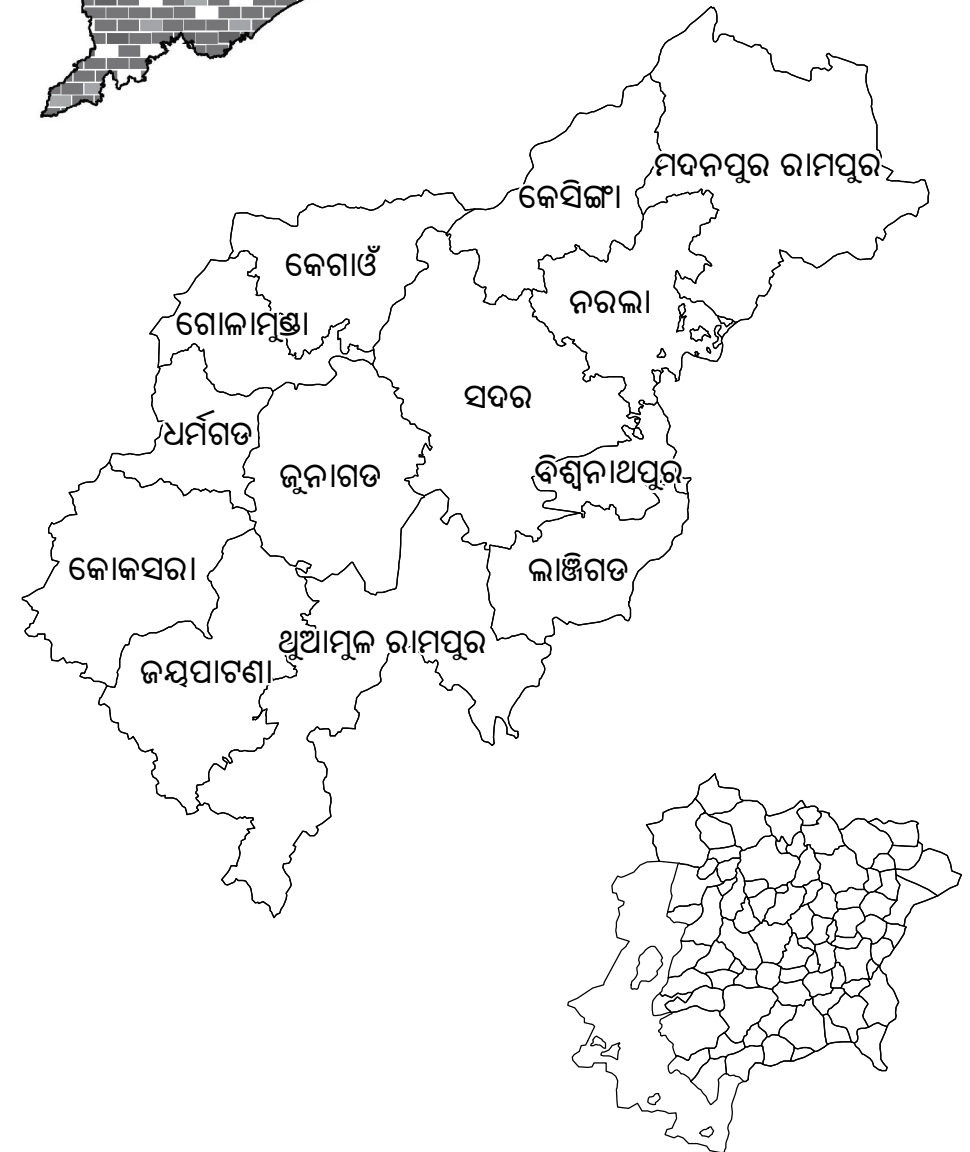 ମଦନପୁର ରାମପୁର
କେସିଙ୍ଗା
କେଗାଓଁ
ନରଲା
ଗୋଳାମୁଣ୍ଡା
ସଦର
ଧର୍ମଗଡ
ଜୁନାଗଡ
ବିଶ୍ୱନାଥପୁର
କୋକସରା
ଲାଞ୍ଜିଗଡ
ଥୁଆମୁଳ ରାମପୁର
ଜୟପାଟଣା